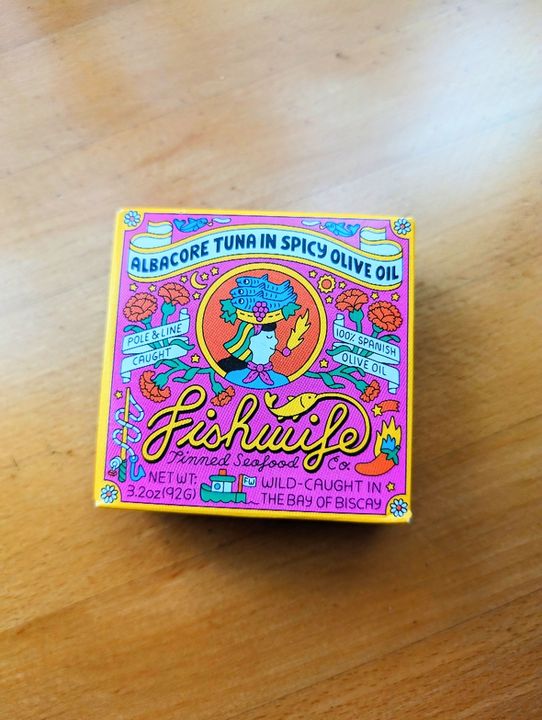 ALBACORE TUNA IN SPICY OLIVE OIL
POLE & LINE
CAUGHT
100% SPANISH
OLIVE OIL
Fishwife
Tinned Seafood Co.
NET WT:
3.2oz(92G)
FW
WILD-CAUGHT IN
THE BAY OF BISCAY